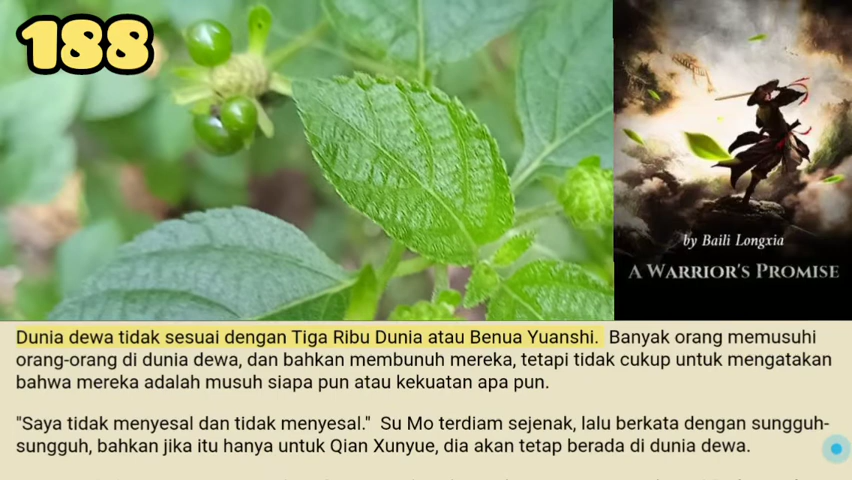 188
by Baili Longxia
A Warrior's Promise
Dunia dewa tidak sesuai dengan Tiga Ribu Dunia atau Benua Yuanshi. Banyak orang memusuhi
orang-orang di dunia dewa, dan bahkan membunuh mereka, tetapi tidak cukup untuk mengatakan
bahwa mereka adalah musuh siapa pun atau kekuatan apa pun.
"Saya tidak menyesal dan tidak menyesal." Su Mo terdiam sejenak, lalu berkata dengan sungguh-
sungguh, bahkan jika itu hanya untuk Qian Xunyue, dia akan tetap berada di dunia dewa.